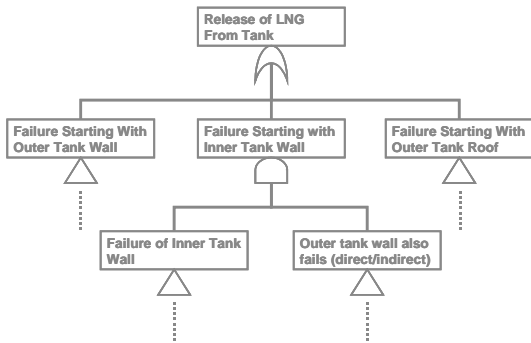 Release of LNG
From Tank
Failure Starting With
Outer Tank Wall
Failure Starting with
Inner Tank Wall
Failure Starting With
Outer Tank Roof
Failure of Inner Tank
Wall
Outer tank wall also
fails (direct/indirect)